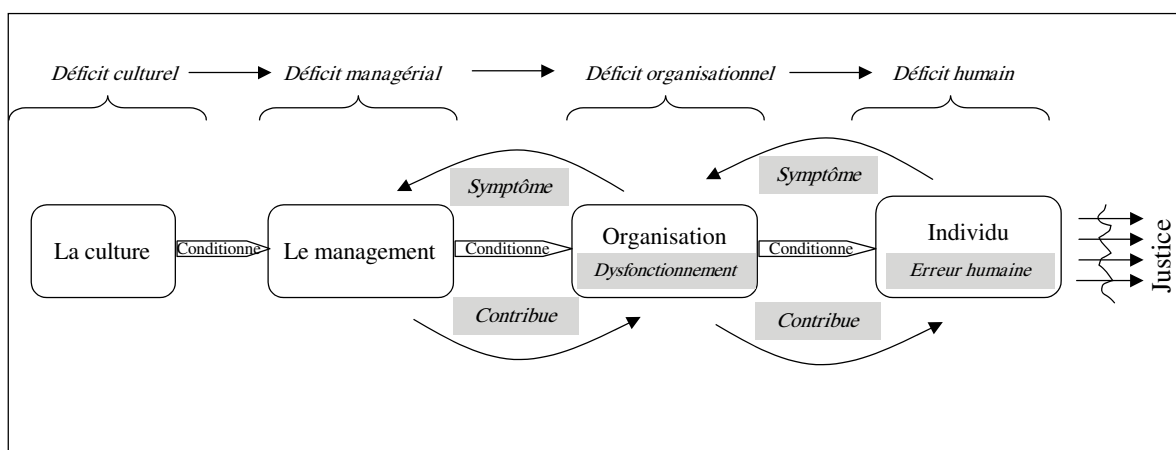 Déficit culturel
Déficit managérial
Déficit organisationnel
Déficit humain
Symptôme
Symptôme
La culture
Conditionne
Le management
Conditionne
Organisation
Dysfonctionnement
Conditionne
Individu
Erreur humaine
Justice
Contribue
Contribue